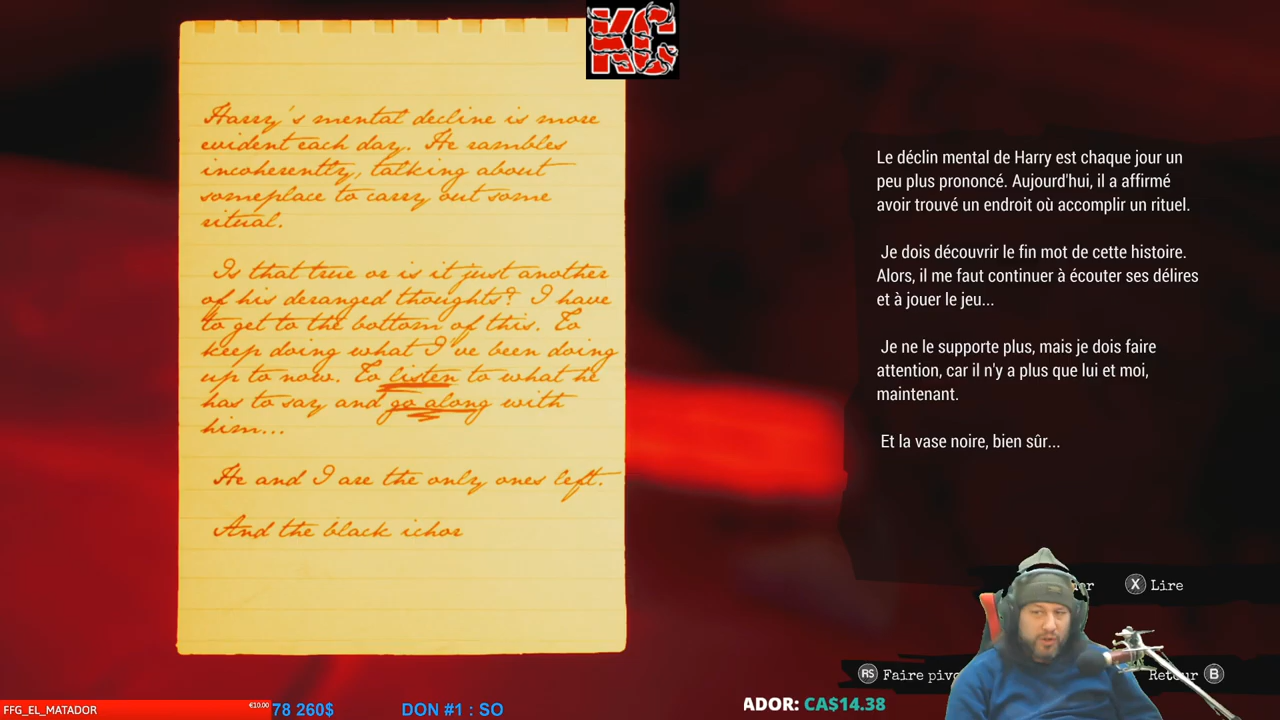 KC
Harry's mental decline is more
evident each day. He rambles
incoherently, talking about
someplace to carry out some
ritual.
Is that true or is it just another
of his deranged thoughts? I have
to get to the bottom of this. To
keep doing what I've been doing
up to now. To listen to what he
has to say and go along with
him...
He and I are the only ones left.
And the black ichor
Le déclin mental de Harry est chaque jour un
peu plus prononcé. Aujourd'hui, il a affirmé
avoir trouvé un endroit où accomplir un rituel.
Je dois découvrir le fin mot de cette histoire.
Alors, il me faut continuer à écouter ses délires
et à jouer le jeu...
Je ne le supporte plus, mais je dois faire
attention, car il n'y a plus que lui et moi,
maintenant.
Et la vase noire, bien sûr...
X Lire
RS Faire pivo
Retour B
FFG_EL_MATADOR
€10.00
78 260$
DON #1 : SO
ADOR: CA$14.38